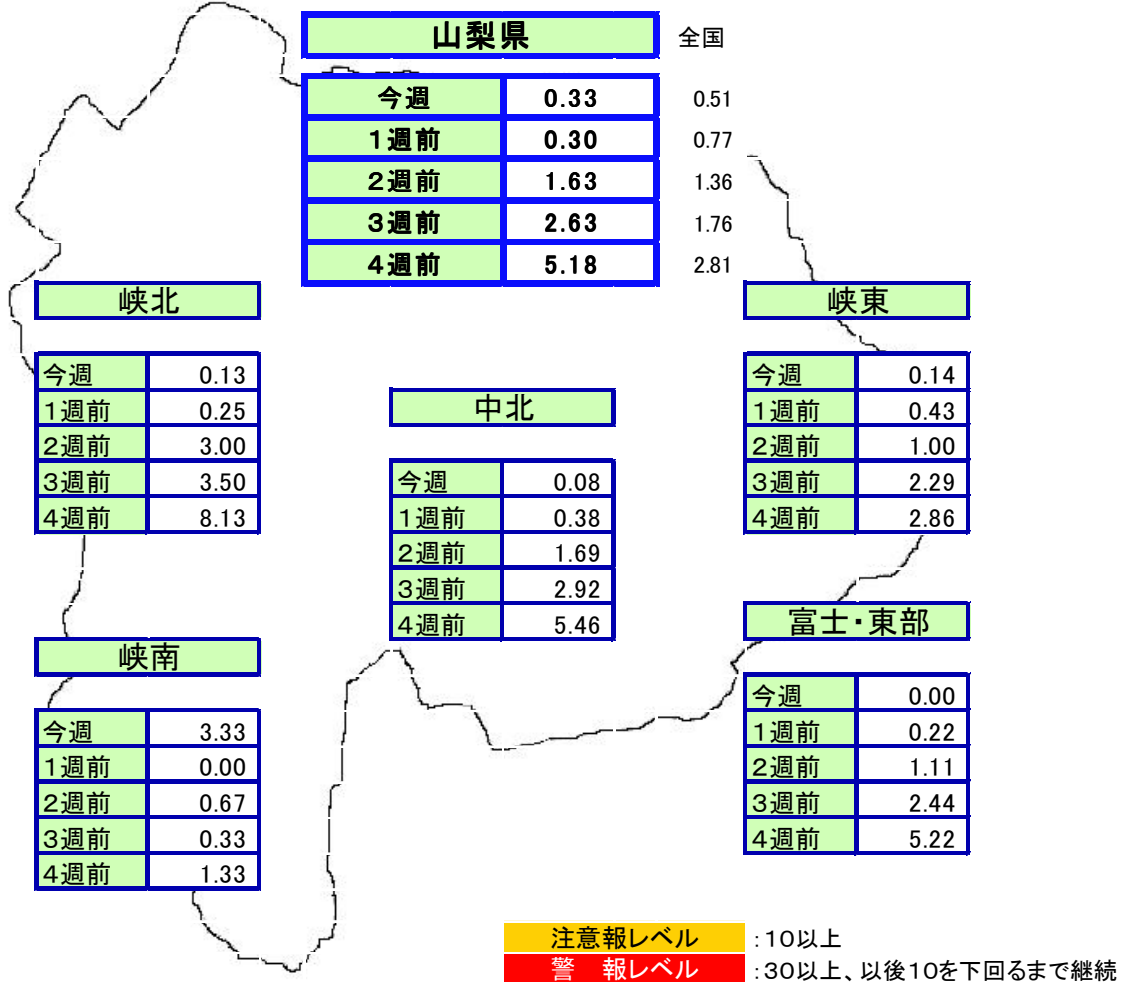 山梨県 全国
今週 0.33 0.51
1週前 0.30 0.77
2週前 1.63 1.36
3週前 2.63 1.76
4週前 5.18 2.81
峡北
今週 0.13
1週前 0.25
2週前 3.00
3週前 3.50
4週前 8.13
中北
今週 0.08
1週前 0.38
2週前 1.69
3週前 2.92
4週前 5.46
峡東
今週 0.14
1週前 0.43
2週前 1.00
3週前 2.29
4週前 2.86
峡南
今週 3.33
1週前 0.00
2週前 0.67
3週前 0.33
4週前 1.33
富士・東部
今週 0.00
1週前 0.22
2週前 1.11
3週前 2.44
4週前 5.22
注意報レベル :10以上
警 報レベル :30以上、以後10を下回るまで継続